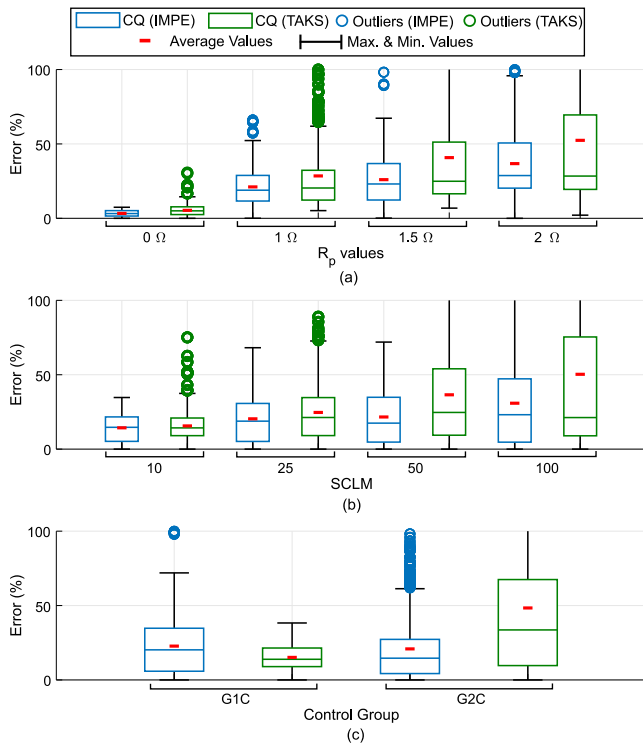 CQ (IMPE) CQ (TAKS) Outliers (IMPE) Outliers (TAKS)
Average Values Max. & Min. Values
100
50
0
Error (%)
0 Ω 1 Ω 1.5 Ω 2 Ω
Rp values
(a)
100
50
0
Error (%)
10 25 50 100
SCLM
(b)
100
50
0
Error (%)
G1C G2C
Control Group
(c)